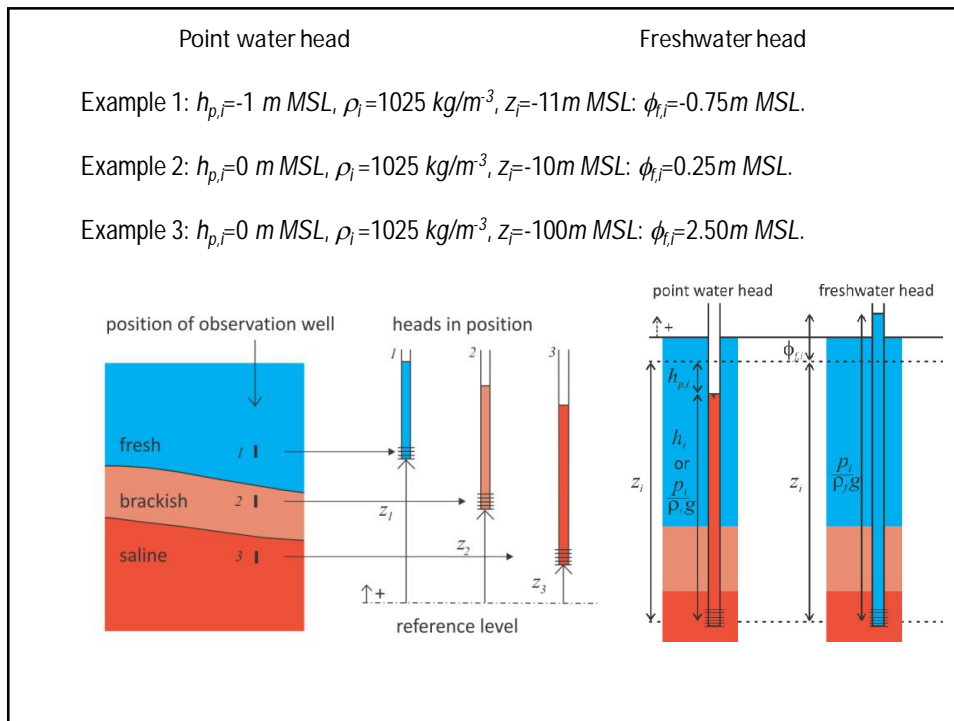 Point water head Freshwater head
Example 1: hp,i=-1 m MSL, ρi =1025 kg/m-3, zi=-11m MSL: ϕf,i=-0.75m MSL.
Example 2: hp,i=0 m MSL, ρi =1025 kg/m-3, zi=-10m MSL: ϕf,i=0.25m MSL.
Example 3: hp,i=0 m MSL, ρi =1025 kg/m-3, zi=-100m MSL: ϕf,i=2.50m MSL.
position of observation well
heads in position
1
2
3
fresh
1
brackish
2
saline
3
z1
z2
z3
+
reference level
point water head
freshwater head
+
ϕf,i
hp,i
hi
or
pi
ρig
zi
zi
pi
ρfg